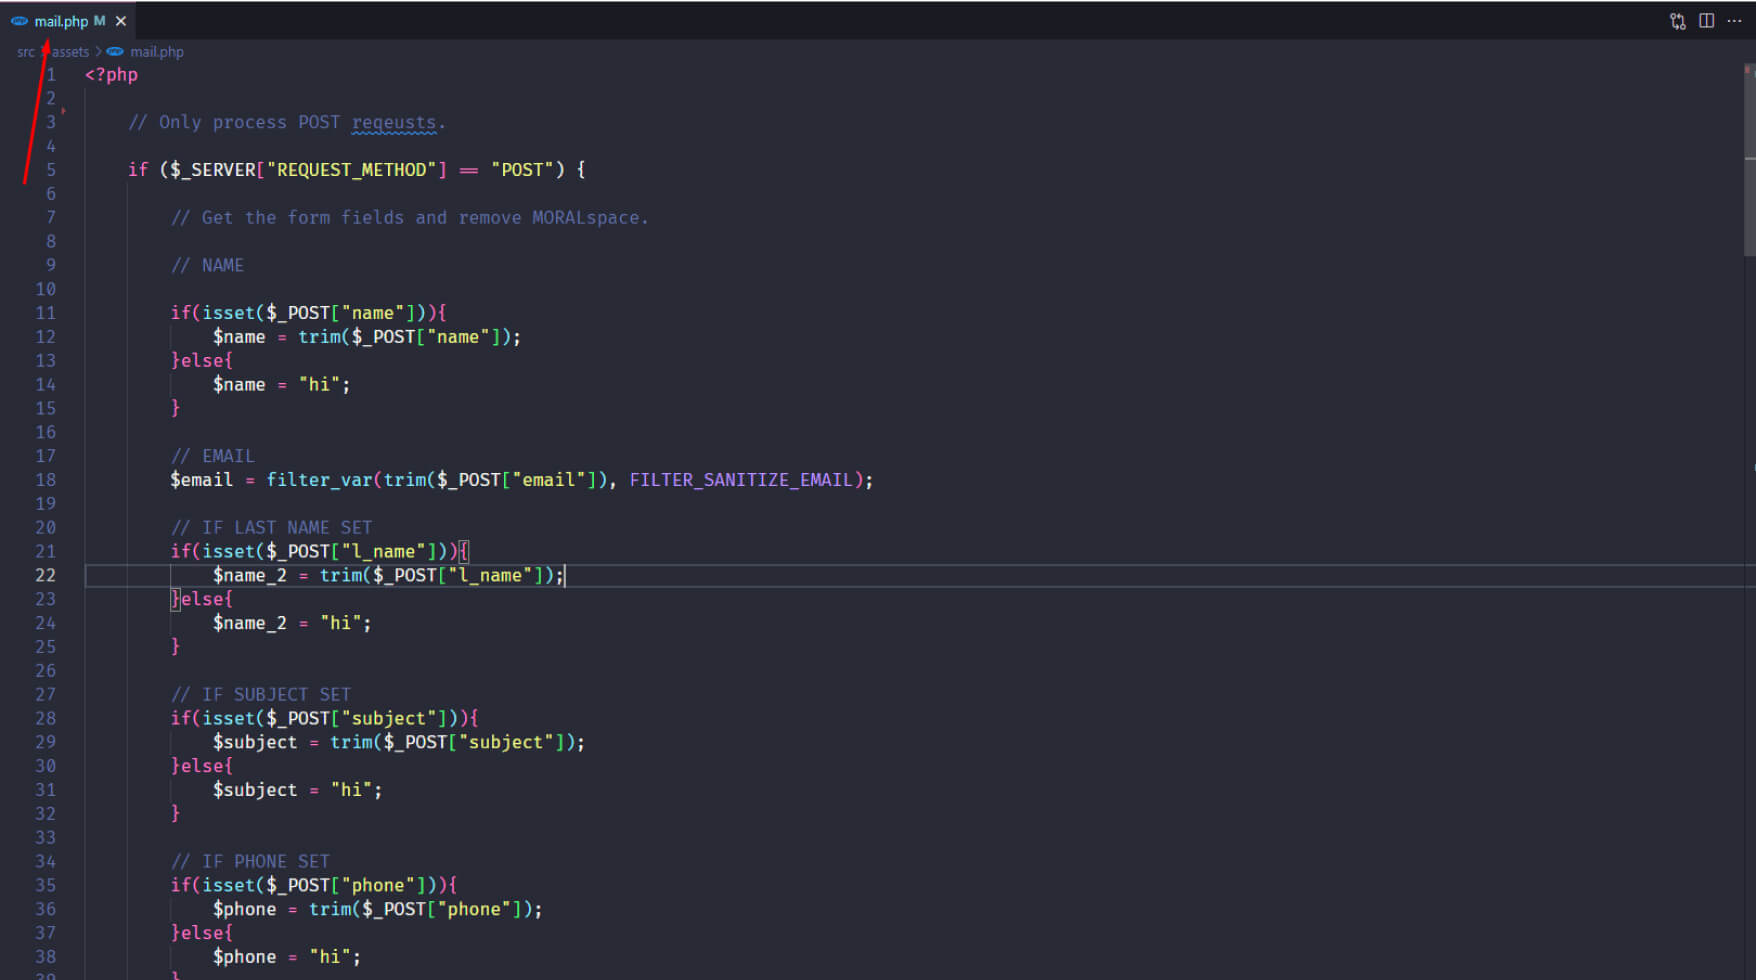 mail.php M ×
src > assets > mail.php
1 <?php
2
3 // Only process POST reqeusts.
4
5 if ($_SERVER["REQUEST_METHOD"] == "POST") {
6
7 // Get the form fields and remove MORALspace.
8
9 // NAME
10
11 if(isset($_POST["name"])){
12 $name = trim($_POST["name"]);
13 }else{
14 $name = "hi";
15 }
16
17 // EMAIL
18 $email = filter_var(trim($_POST["email"]), FILTER_SANITIZE_EMAIL);
19
20 // IF LAST NAME SET
21 if(isset($_POST["l_name"])){
22 $name_2 = trim($_POST["l_name"]);
23 }else{
24 $name_2 = "hi";
25 }
26
27 // IF SUBJECT SET
28 if(isset($_POST["subject"])){
29 $subject = trim($_POST["subject"]);
30 }else{
31 $subject = "hi";
32 }
33
34 // IF PHONE SET
35 if(isset($_POST["phone"])){
36 $phone = trim($_POST["phone"]);
37 }else{
38 $phone = "hi";
39 }